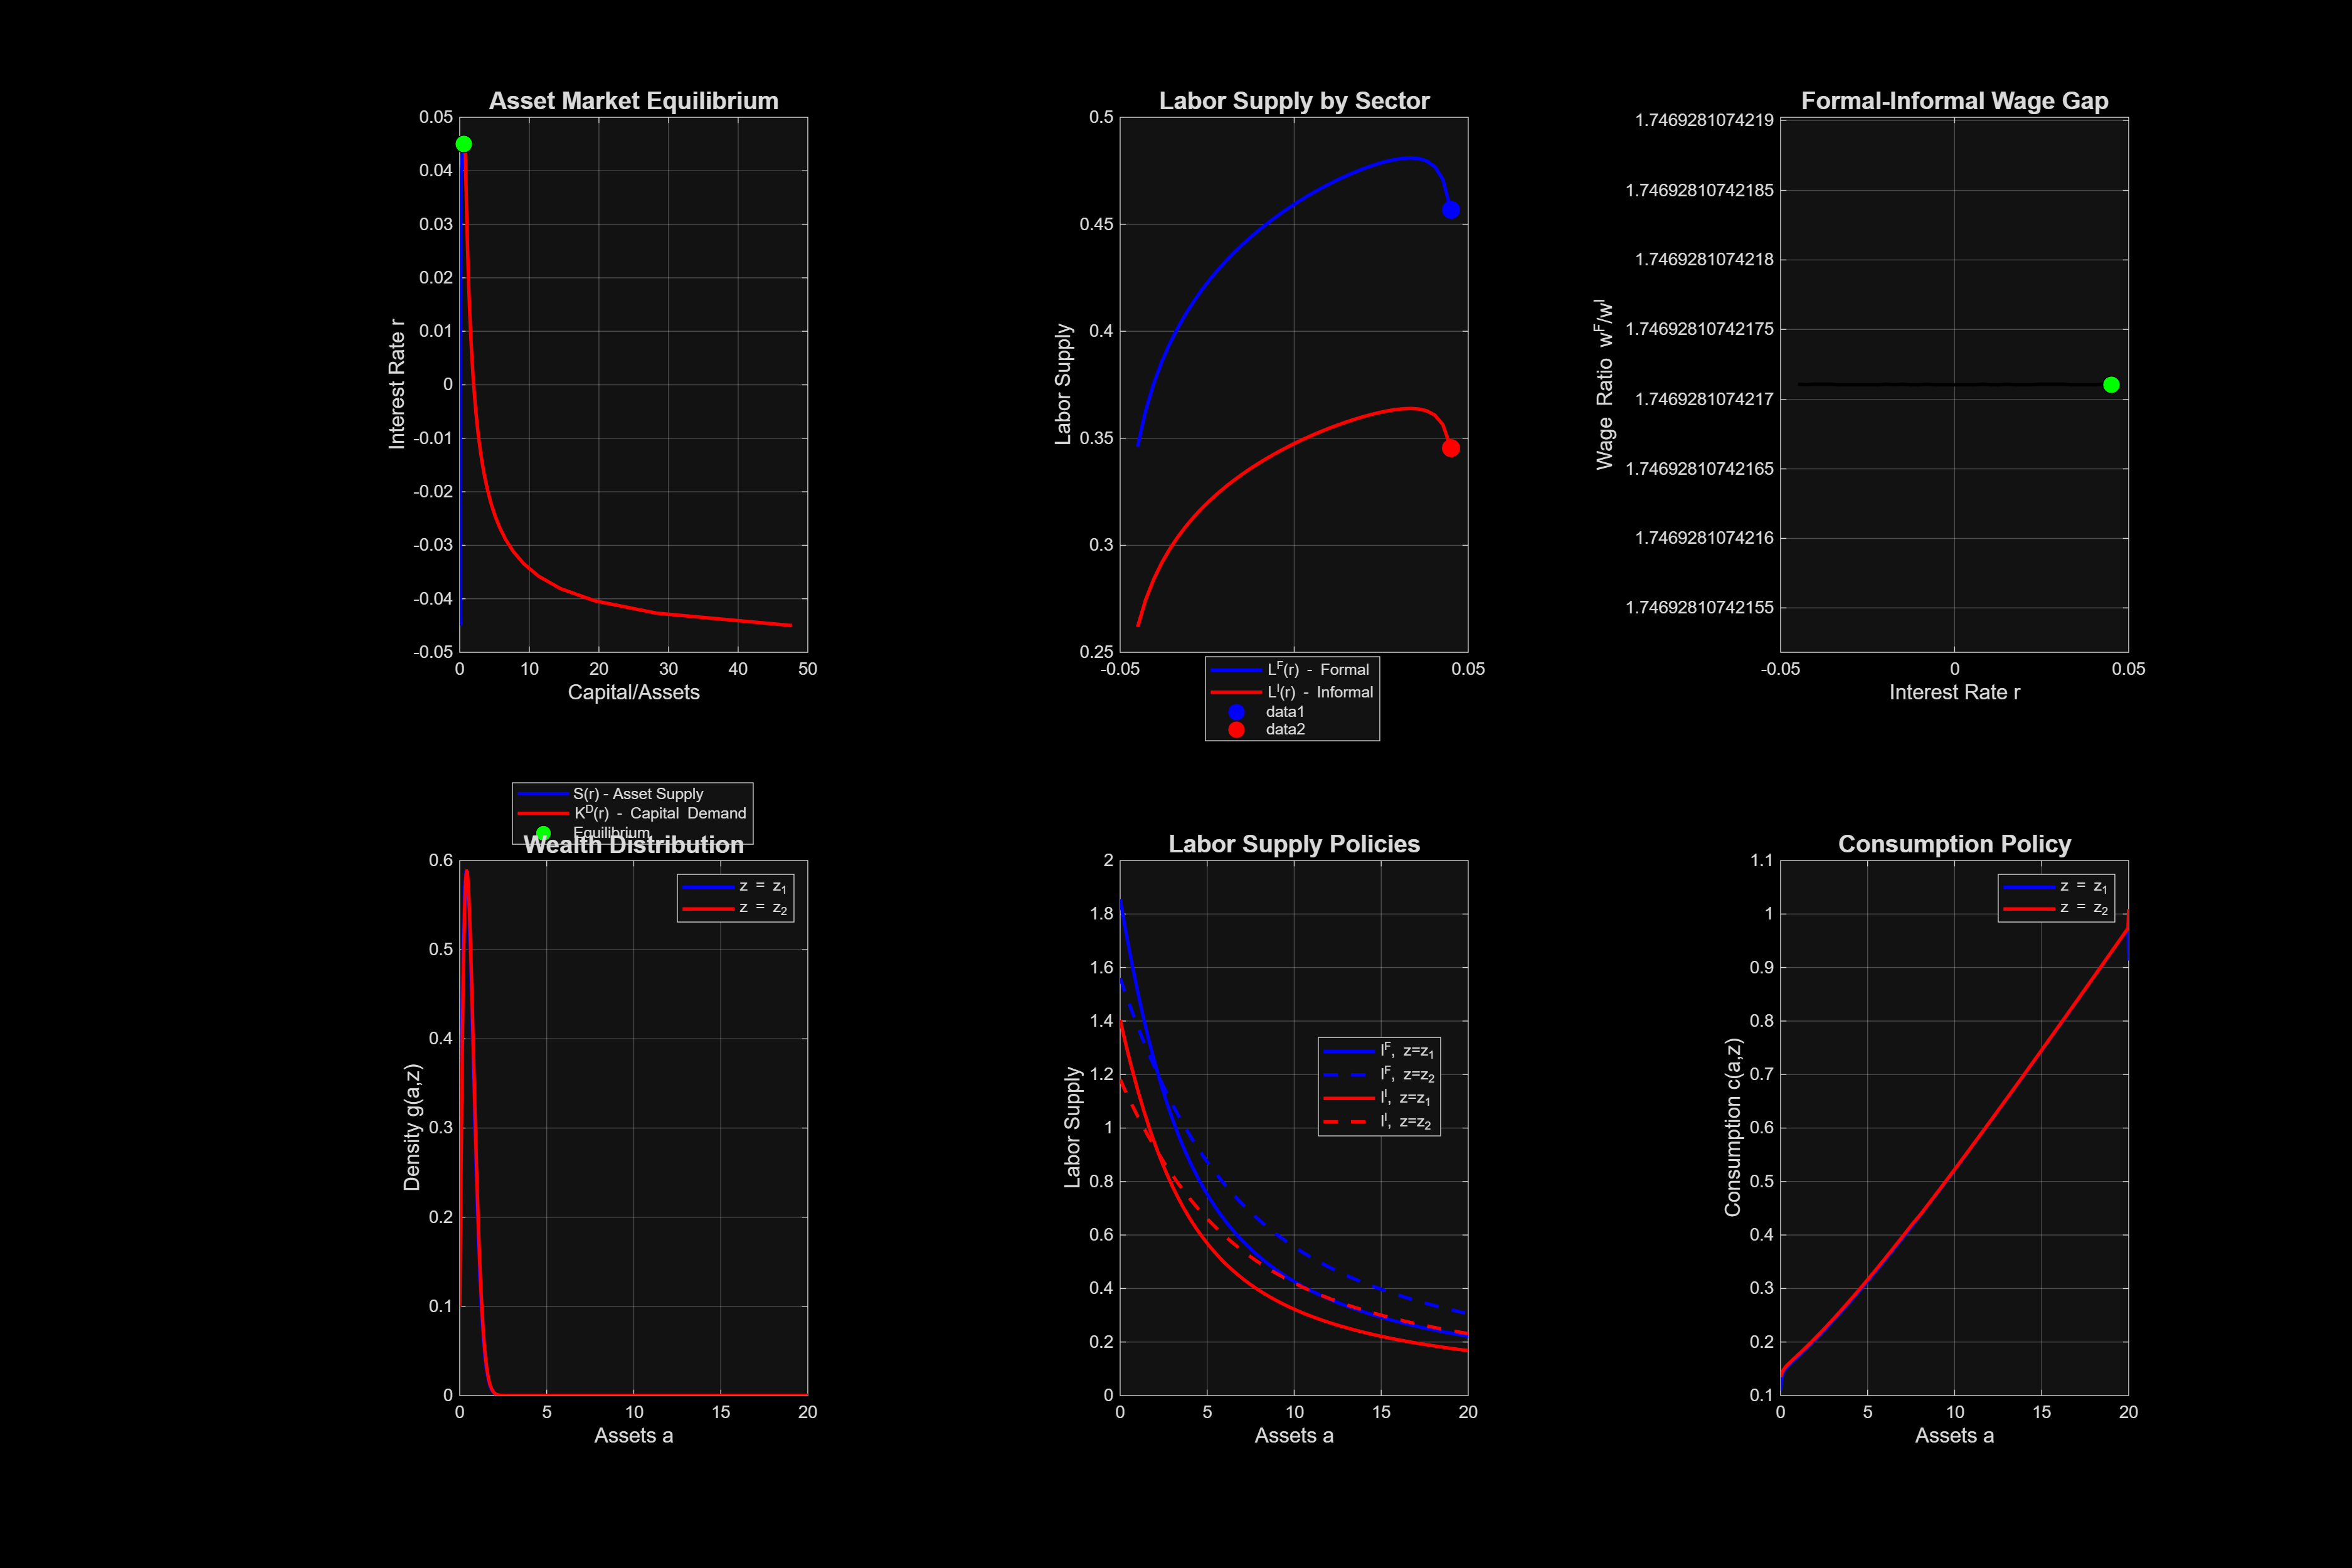 Asset Market Equilibrium
0.05
0.04
0.03
0.02
0.01
0
-0.01
-0.02
-0.03
-0.04
-0.05
Interest Rate r
0 10 20 30 40 50
Capital/Assets
S(r) - Asset Supply
K^D(r) - Capital Demand
Equilibrium
Labor Supply by Sector
0.5
0.45
0.4
0.35
0.3
0.25
Labor Supply
-0.05 0.05
L^F(r) - Formal
L^I(r) - Informal
data1
data2
Formal-Informal Wage Gap
1.7469281074219
1.74692810742185
1.7469281074218
1.74692810742175
1.7469281074217
1.74692810742165
1.7469281074216
1.74692810742155
Wage Ratio w^F/w^I
-0.05 0 0.05
Interest Rate r
Wealth Distribution
0.6
0.5
0.4
0.3
0.2
0.1
0
Density g(a,z)
z = z_1
z = z_2
0 5 10 15 20
Assets a
Labor Supply Policies
2
1.8
1.6
1.4
1.2
1
0.8
0.6
0.4
0.2
0
Labor Supply
l^F, z=z_1
l^F, z=z_2
l^I, z=z_1
l^I, z=z_2
0 5 10 15 20
Assets a
Consumption Policy
1.1
1
0.9
0.8
0.7
0.6
0.5
0.4
0.3
0.2
0.1
Consumption c(a,z)
z = z_1
z = z_2
0 5 10 15 20
Assets a